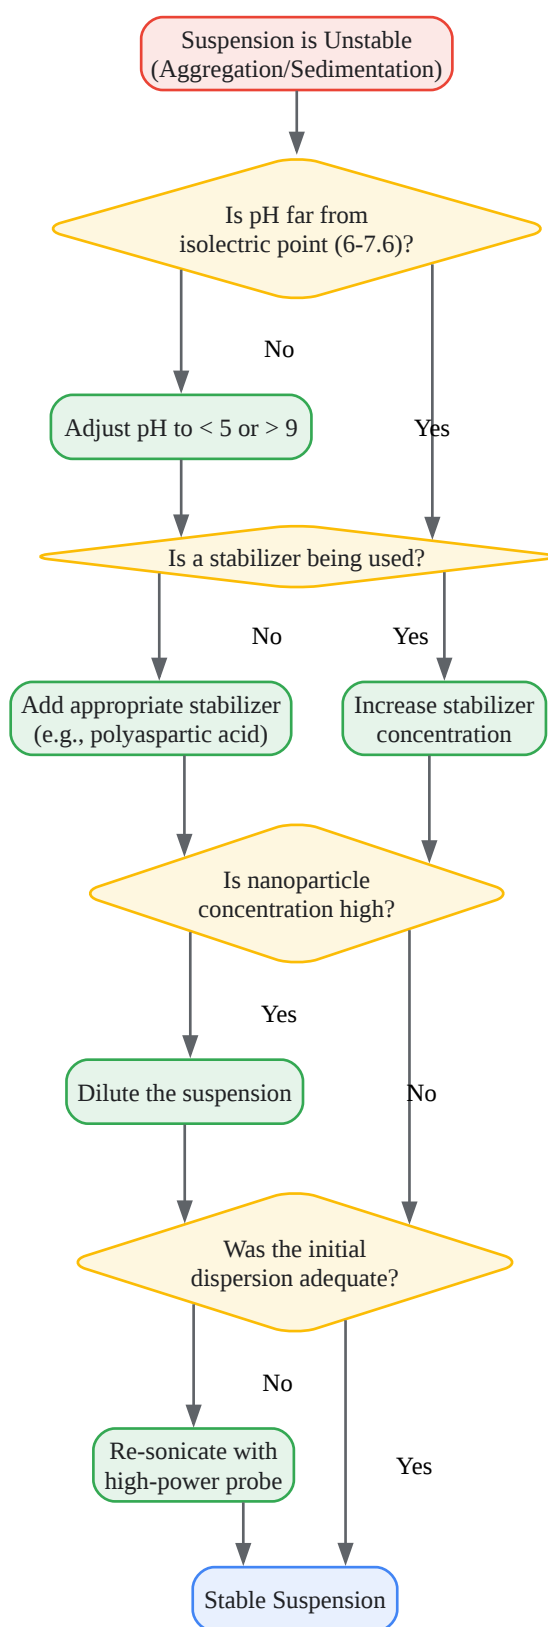 Suspension is Unstable
(Aggregation/Sedimentation)
Is pH far from
isolectric point (6-7.6)?
No
Adjust pH to < 5 or > 9
Yes
Is a stabilizer being used?
No
Yes
Add appropriate stabilizer
(e.g., polyaspartic acid)
Increase stabilizer
concentration
Is nanoparticle
concentration high?
Yes
Dilute the suspension
No
Was the initial
dispersion adequate?
No
Re-sonicate with
high-power probe
Yes
Stable Suspension